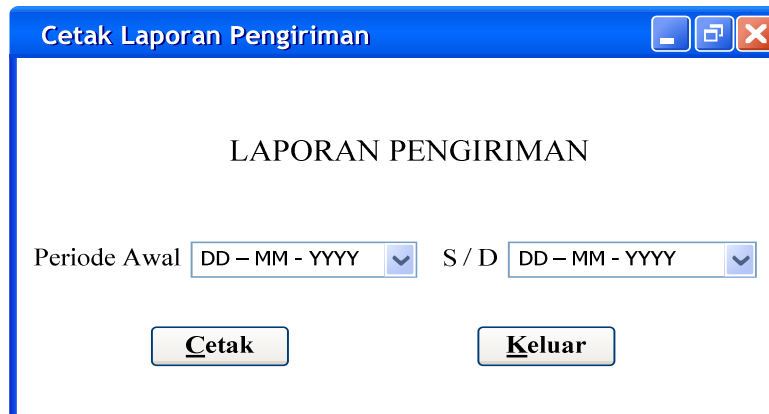 Cetak Laporan Pengiriman
LAPORAN PENGIRIMAN
Periode Awal DD – MM - YYYY S / D DD – MM - YYYY
Cetak Keluar